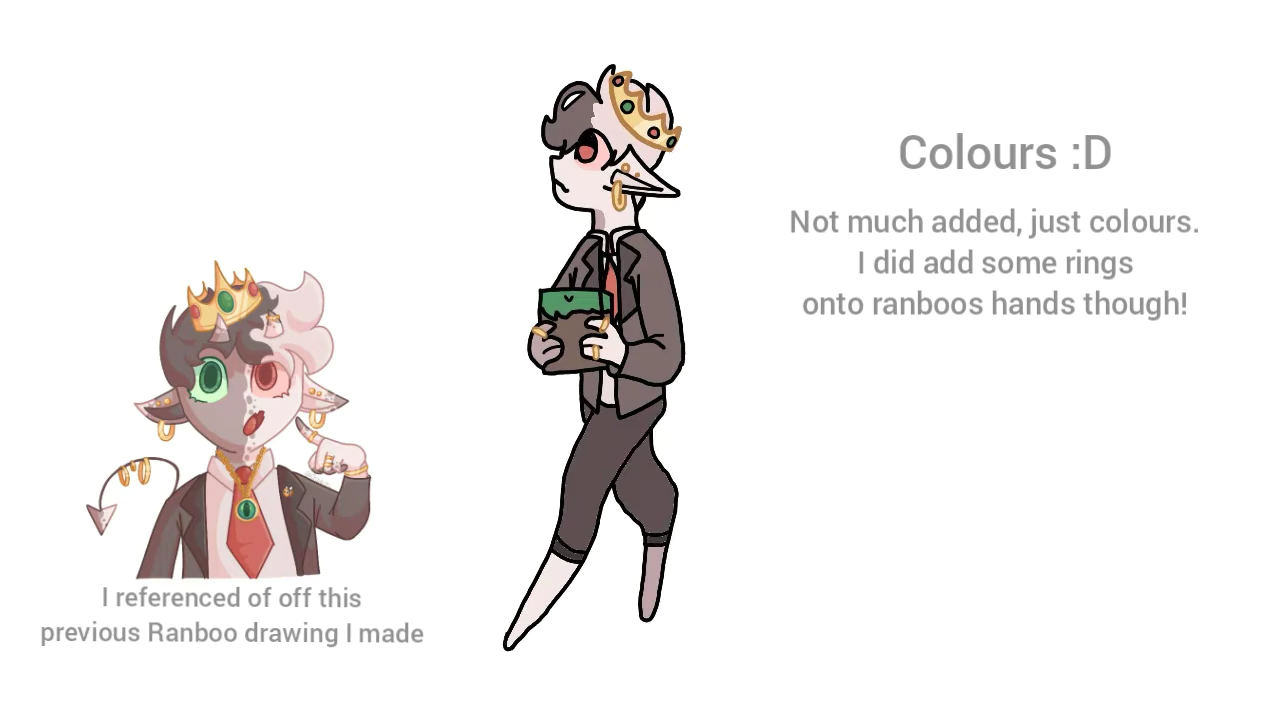 Colours :D
Not much added, just colours.
I did add some rings
onto ranboos hands though!
I referenced of off this
previous Ranboo drawing I made